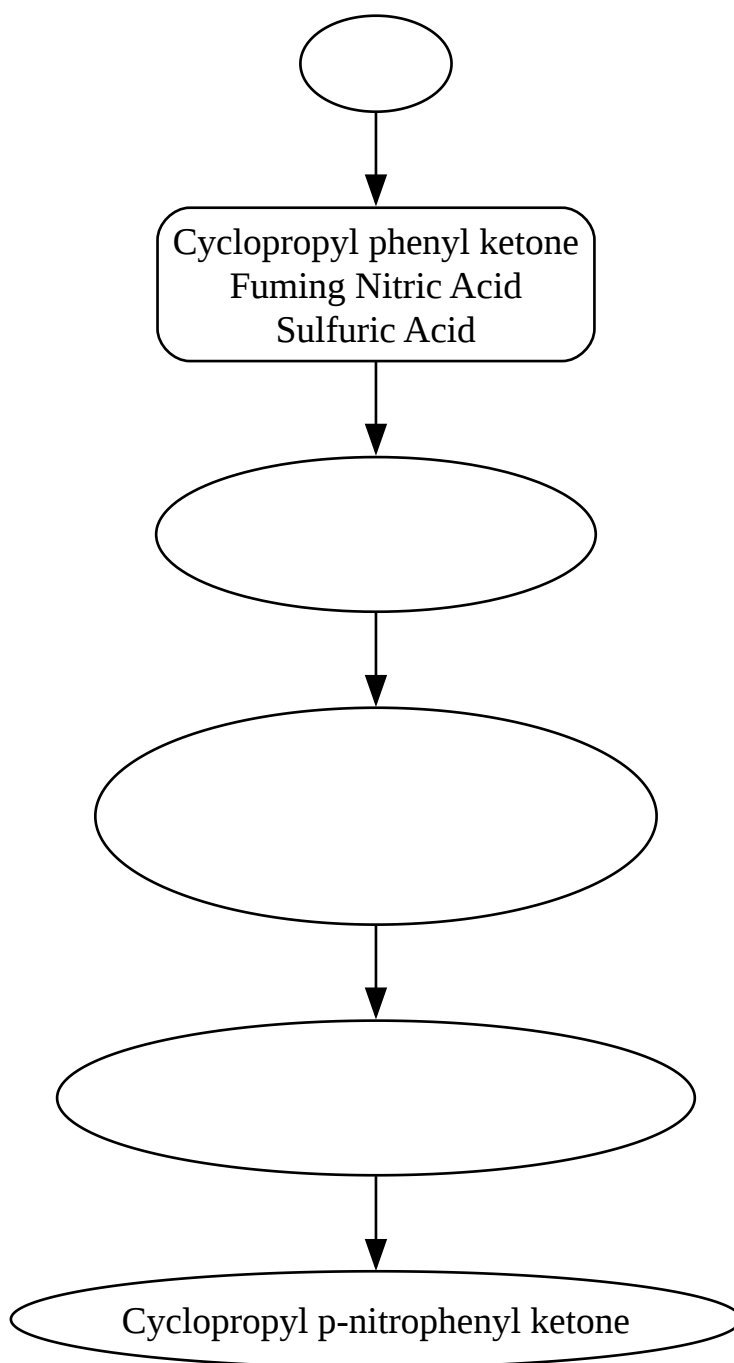 Cyclopropyl phenyl ketone
Fuming Nitric Acid
Sulfuric Acid
Cyclopropyl p-nitrophenyl ketone